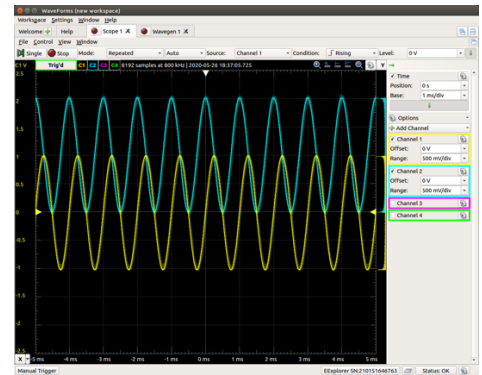 WaveForms (new workspace)
Workspace Settings Window Help
Welcome Help Scope 1 Wavegen 1
File Control View Window
Single Stop Mode: Repeated Auto Source: Channel 1 Condition: Rising Level: 0 V
C1 V Trig'd C1 C2 C3 C4 8192 samples at 800 kHz | 2020-05-26 18:37:05.725 Y
2.5
2
1.5
1
0.5
0
-0.5
-1
-1.5
-2
-2.5
X -5 ms -4 ms -3 ms -2 ms -1 ms 0 ms 1 ms 2 ms 3 ms 4 ms 5 ms
Time
Position: 0 s
Base: 1 ms/div
Options
Add Channel
Channel 1
Offset: 0 V
Range: 500 mV/div
Channel 2
Offset: 0 V
Range: 500 mV/div
Channel 3
Channel 4
Manual Trigger EExplorer SN:210151646763 Status: OK